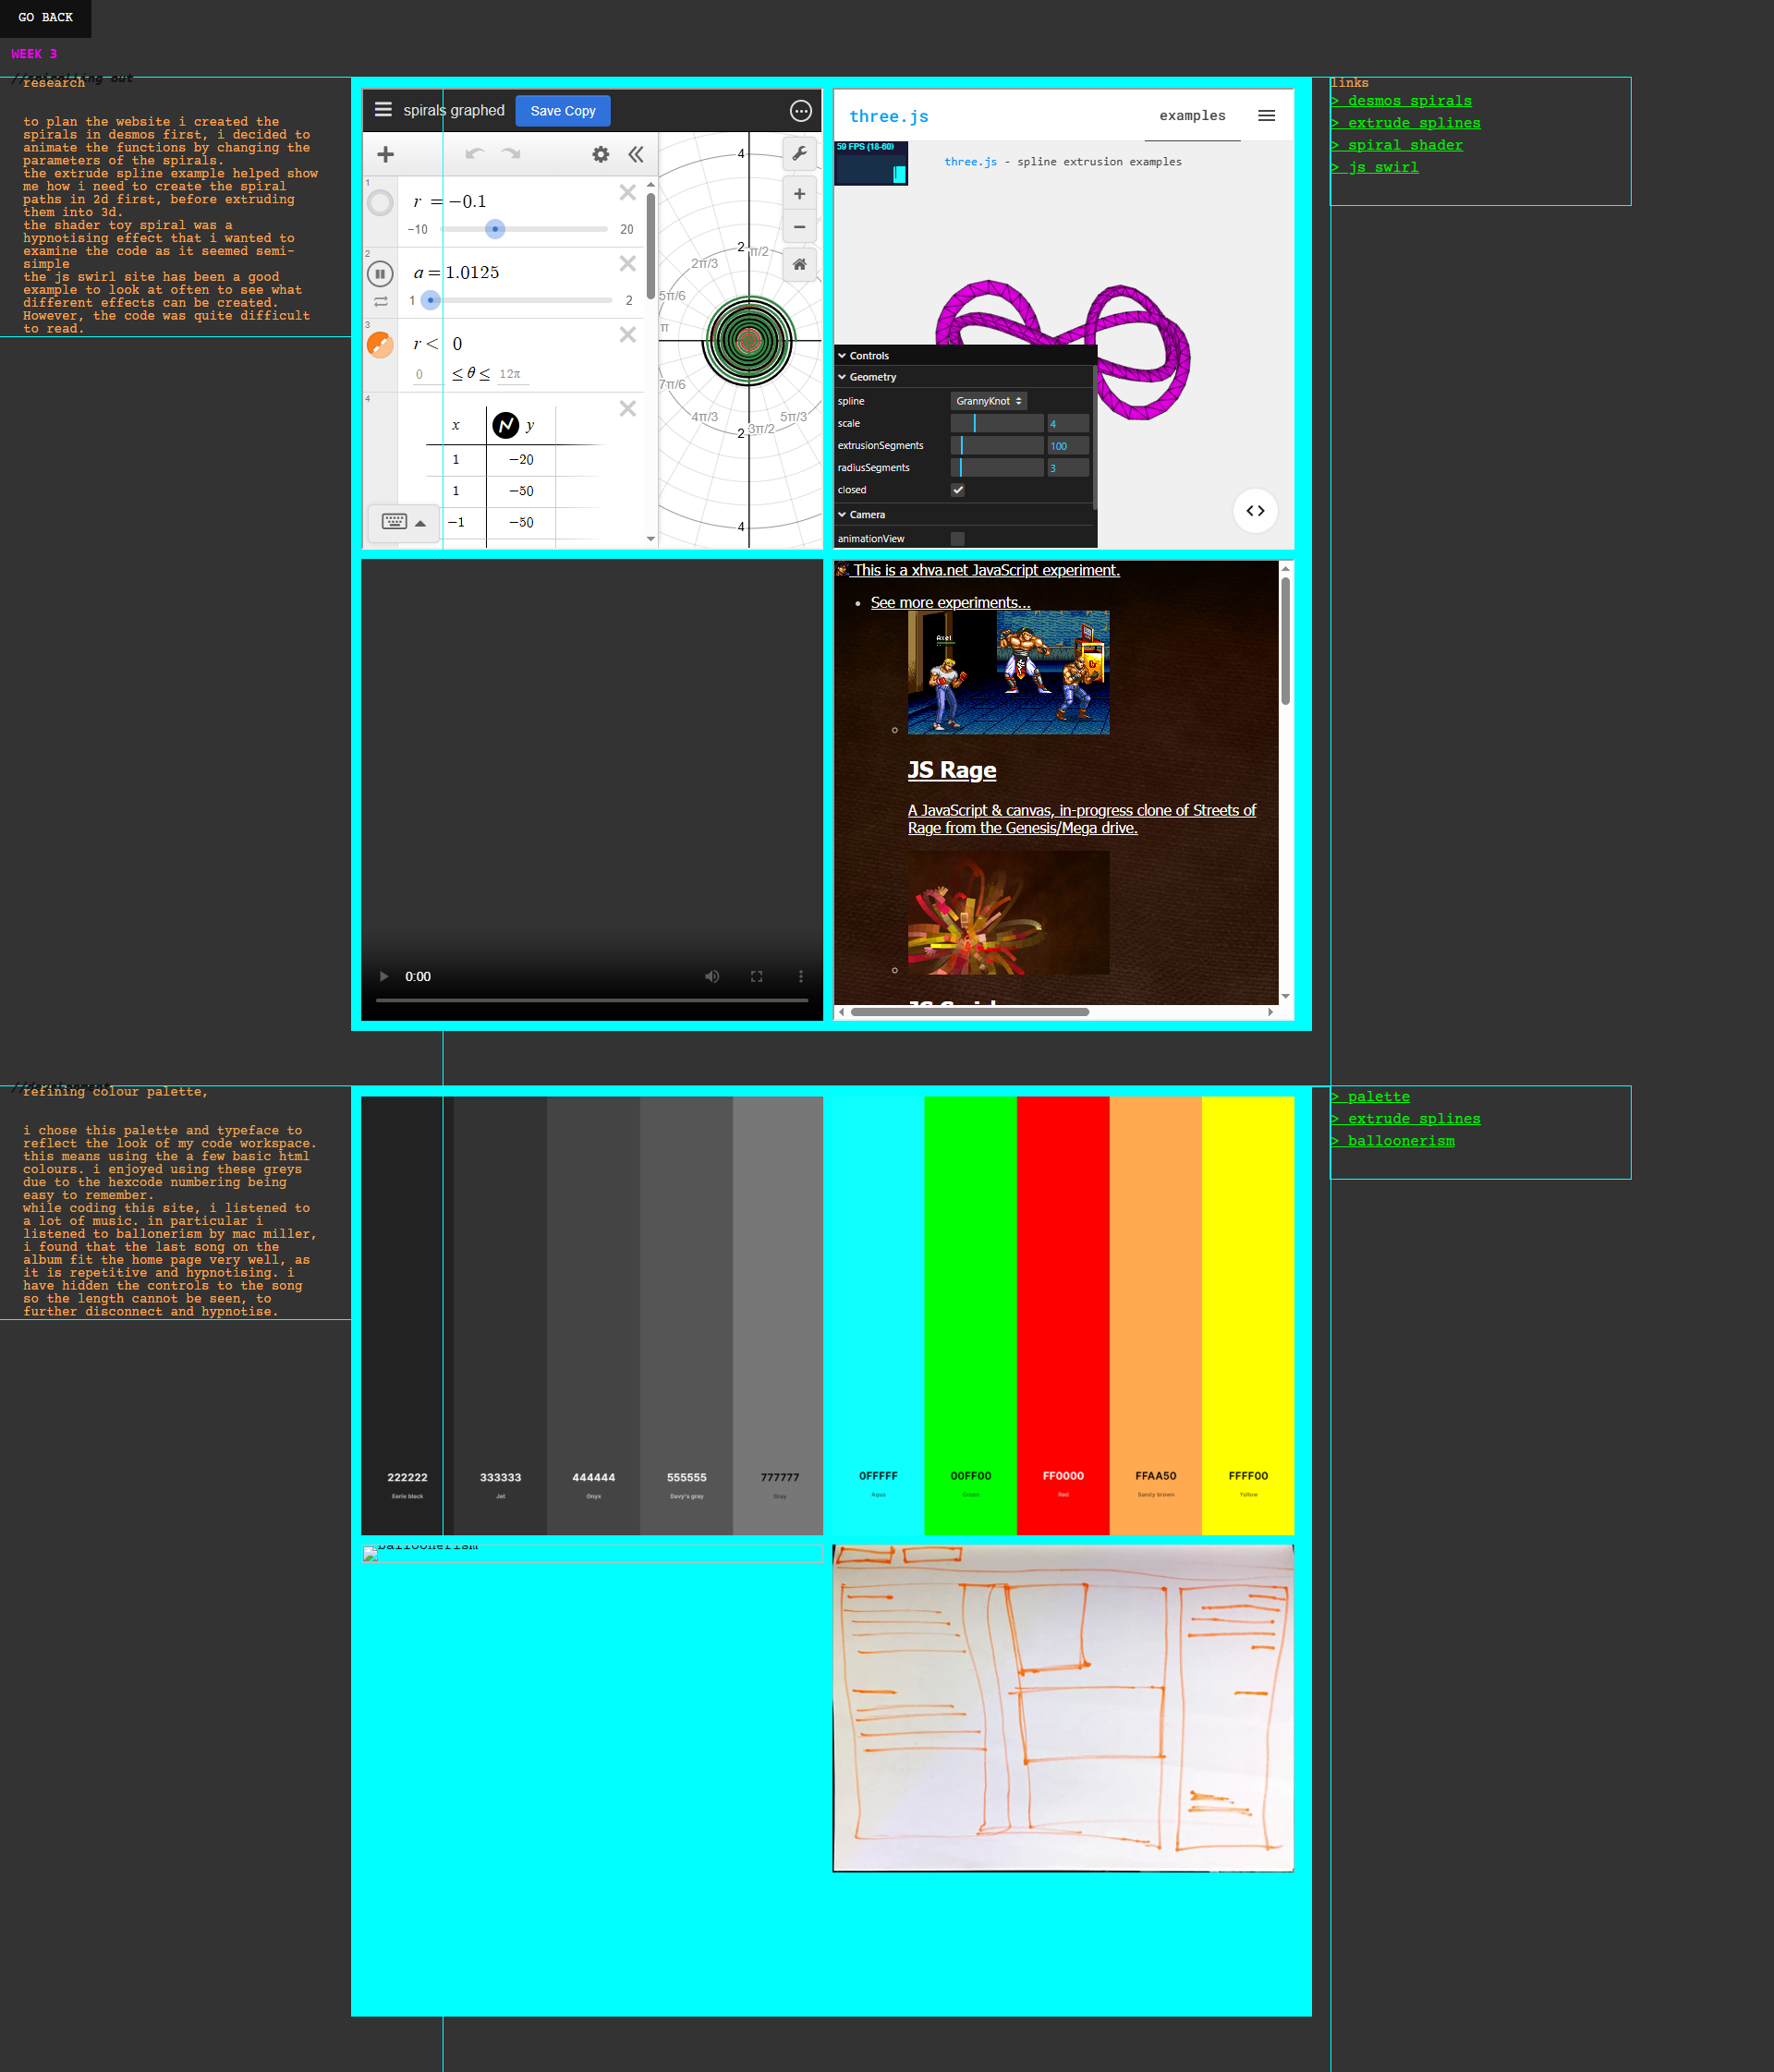 GO BACK
WEEK 3
//spiralling out
research
to plan the website i created the
spirals in desmos first, i decided to
animate the functions by changing the
parameters of the spirals.
the extrude spline example helped show
me how i need to create the spiral
paths in 2d first, before extruding
them into 3d.
the shader toy spiral was a
hypnotising effect that i wanted to
examine the code as it seemed semi-
simple
the js swirl site has been a good
example to look at often to see what
different effects can be created.
However, the code was quite difficult
to read.
spirals graphed
Save Copy
1
r = −0.1
−10
20
2
a = 1.0125
1
2
3
r < 0
0 ≤ θ ≤ 12π
4
x y
1 −20
1 −50
−1 −50
4
2
π/2
2π/3
5π/6
π
7π/6
4π/3
3π/2
5π/3
2
4
three.js
examples
59 FPS (18-60)
three.js - spline extrusion examples
Controls
Geometry
spline GrannyKnot
scale 4
extrusionSegments 100
radiusSegments 3
closed
Camera
animationView
links
> desmos spirals
> extrude splines
> spiral shader
> js swirl
0:00
This is a xhva.net JavaScript experiment.
See more experiments...
Axel
JS Rage
A JavaScript & canvas, in-progress clone of Streets of
Rage from the Genesis/Mega drive.
refining colour palette,
i chose this palette and typeface to
reflect the look of my code workspace.
this means using the a few basic html
colours. i enjoyed using these greys
due to the hexcode numbering being
easy to remember.
while coding this site, i listened to
a lot of music. in particular i
listened to ballonerism by mac miller,
i found that the last song on the
album fit the home page very well, as
it is repetitive and hypnotising. i
have hidden the controls to the song
so the length cannot be seen, to
further disconnect and hypnotise.
222222
Eerie black
333333
Jet
444444
Onyx
555555
Davy's gray
777777
Gray
0FFFFF
Aqua
00FF00
Green
FF0000
Red
FFAA50
Sandy brown
FFFF00
Yellow
balloonerism
> palette
> extrude splines
> balloonerism